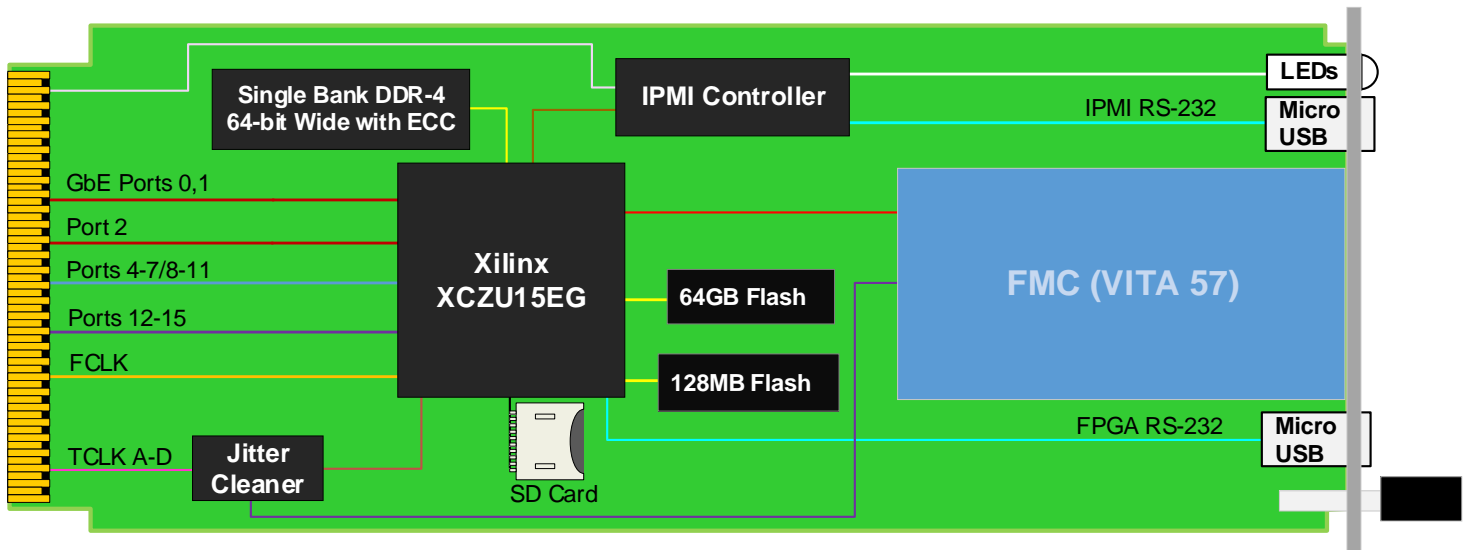 LEDs
Single Bank DDR-4
64-bit Wide with ECC
IPMI Controller
IPMI RS-232
Micro
USB
GbE Ports 0,1
Port 2
Ports 4-7/8-11
Ports 12-15
FCLK
Xilinx
XCZU15EG
64GB Flash
FMC (VITA 57)
128MB Flash
TCLK A-D
Jitter
Cleaner
SD Card
FPGA RS-232
Micro
USB